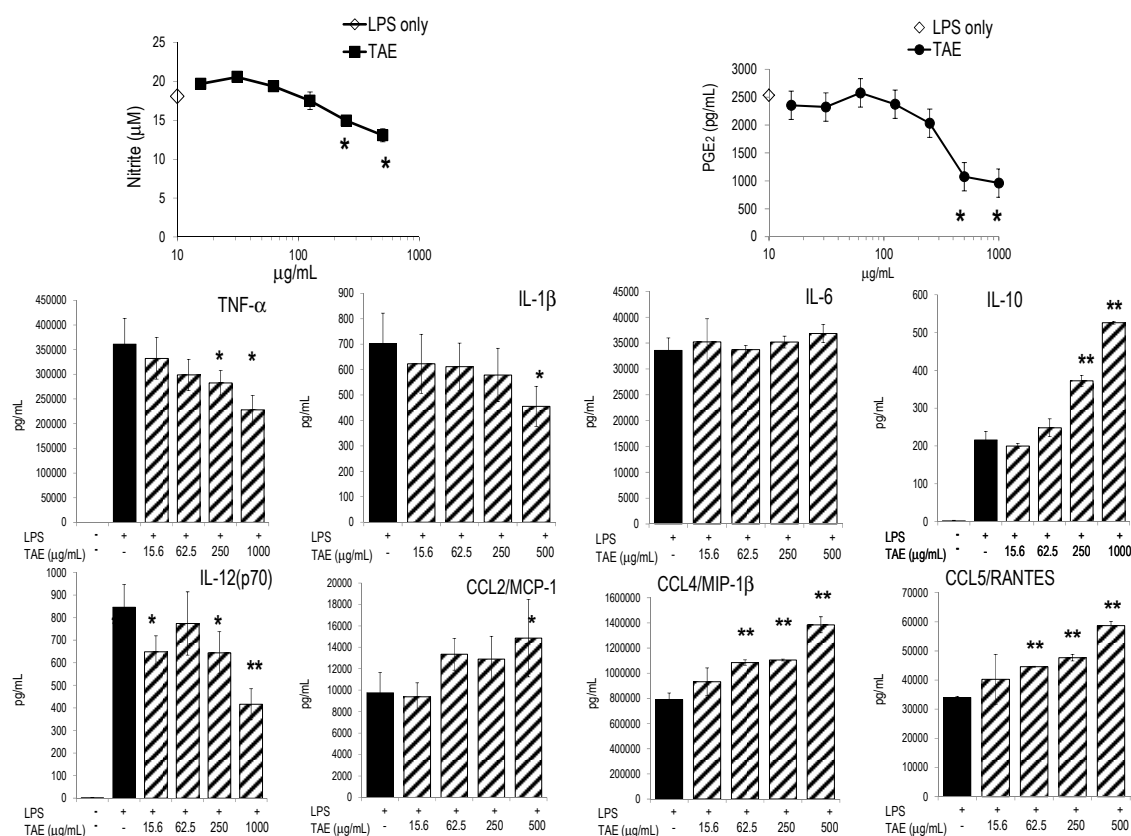 LPS only
TAE
Nitrite (µM)
25
20
15
10
5
0
* *
10 100 1000
µg/mL
LPS only
TAE
PGE2 (pg/mL)
3000
2500
2000
1500
1000
500
0
* *
10 100 1000
µg/mL
TNF-α
pg/mL
450000
400000
350000
300000
250000
200000
150000
100000
50000
0
* *
LPS - + + + + +
TAE (µg/mL) - - 15.6 62.5 250 1000
IL-1β
pg/mL
900
800
700
600
500
400
300
200
100
0
*
LPS + + + + +
TAE (µg/mL) - 15.6 62.5 250 500
IL-6
pg/mL
40000
35000
30000
25000
20000
15000
10000
5000
0
LPS + + + + +
TAE (µg/mL) - 15.6 62.5 250 500
IL-10
pg/mL
600
500
400
300
200
100
0
** **
LPS - + + + + +
TAE (µg/mL) - - 15.6 62.5 250 1000
IL-12(p70)
pg/mL
900
800
700
600
500
400
300
200
100
0
* * **
LPS - + + + + +
TAE (µg/mL) - - 15.6 62.5 250 1000
CCL2/MCP-1
pg/mL
20000
18000
16000
14000
12000
10000
8000
6000
4000
2000
0
*
LPS + + + + +
TAE (µg/mL) - 15.6 62.5 250 500
CCL4/MIP-1β
pg/mL
1600000
1400000
1200000
1000000
800000
600000
400000
200000
0
** ** **
LPS + + + + +
TAE (µg/mL) - 15.6 62.5 250 500
CCL5/RANTES
pg/mL
70000
60000
50000
40000
30000
20000
10000
0
** ** **
LPS + + + + +
TAE (µg/mL) - 15.6 62.5 250 500